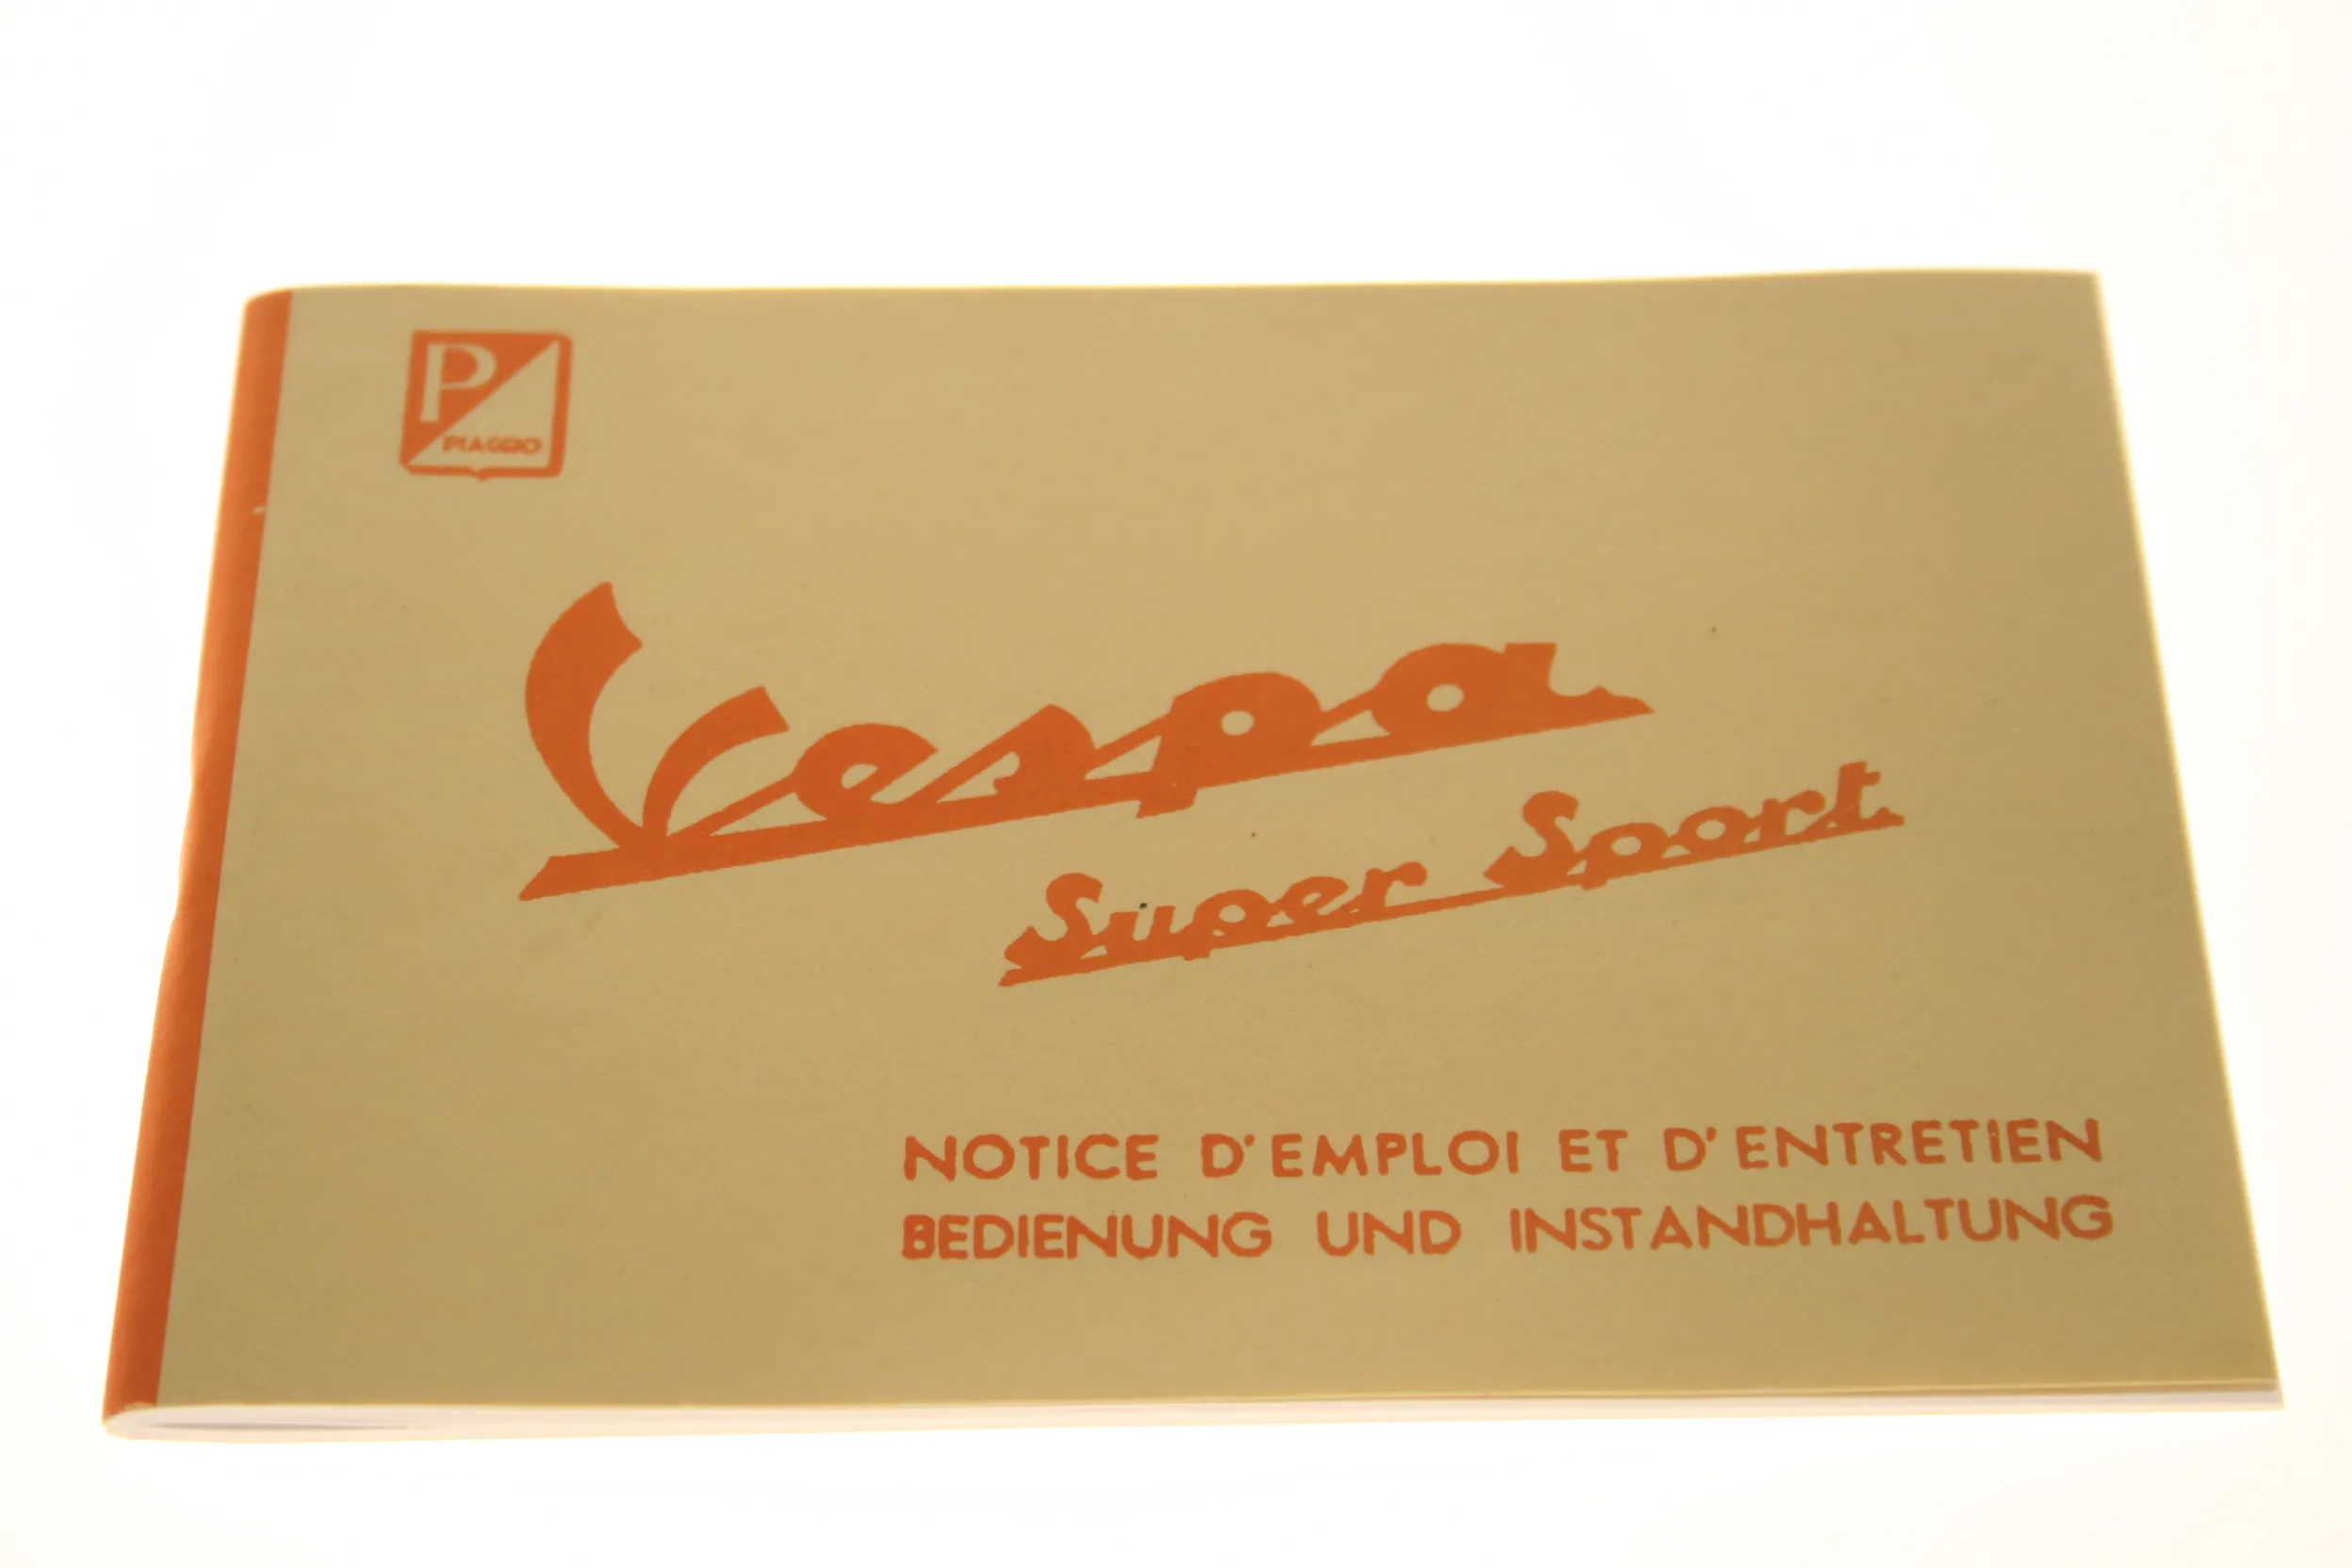 P
PIAGGIO
Vespa
Super Sport
NOTICE D'EMPLOI ET D'ENTRETIEN
BEDIENUNG UND INSTANDHALTUNG